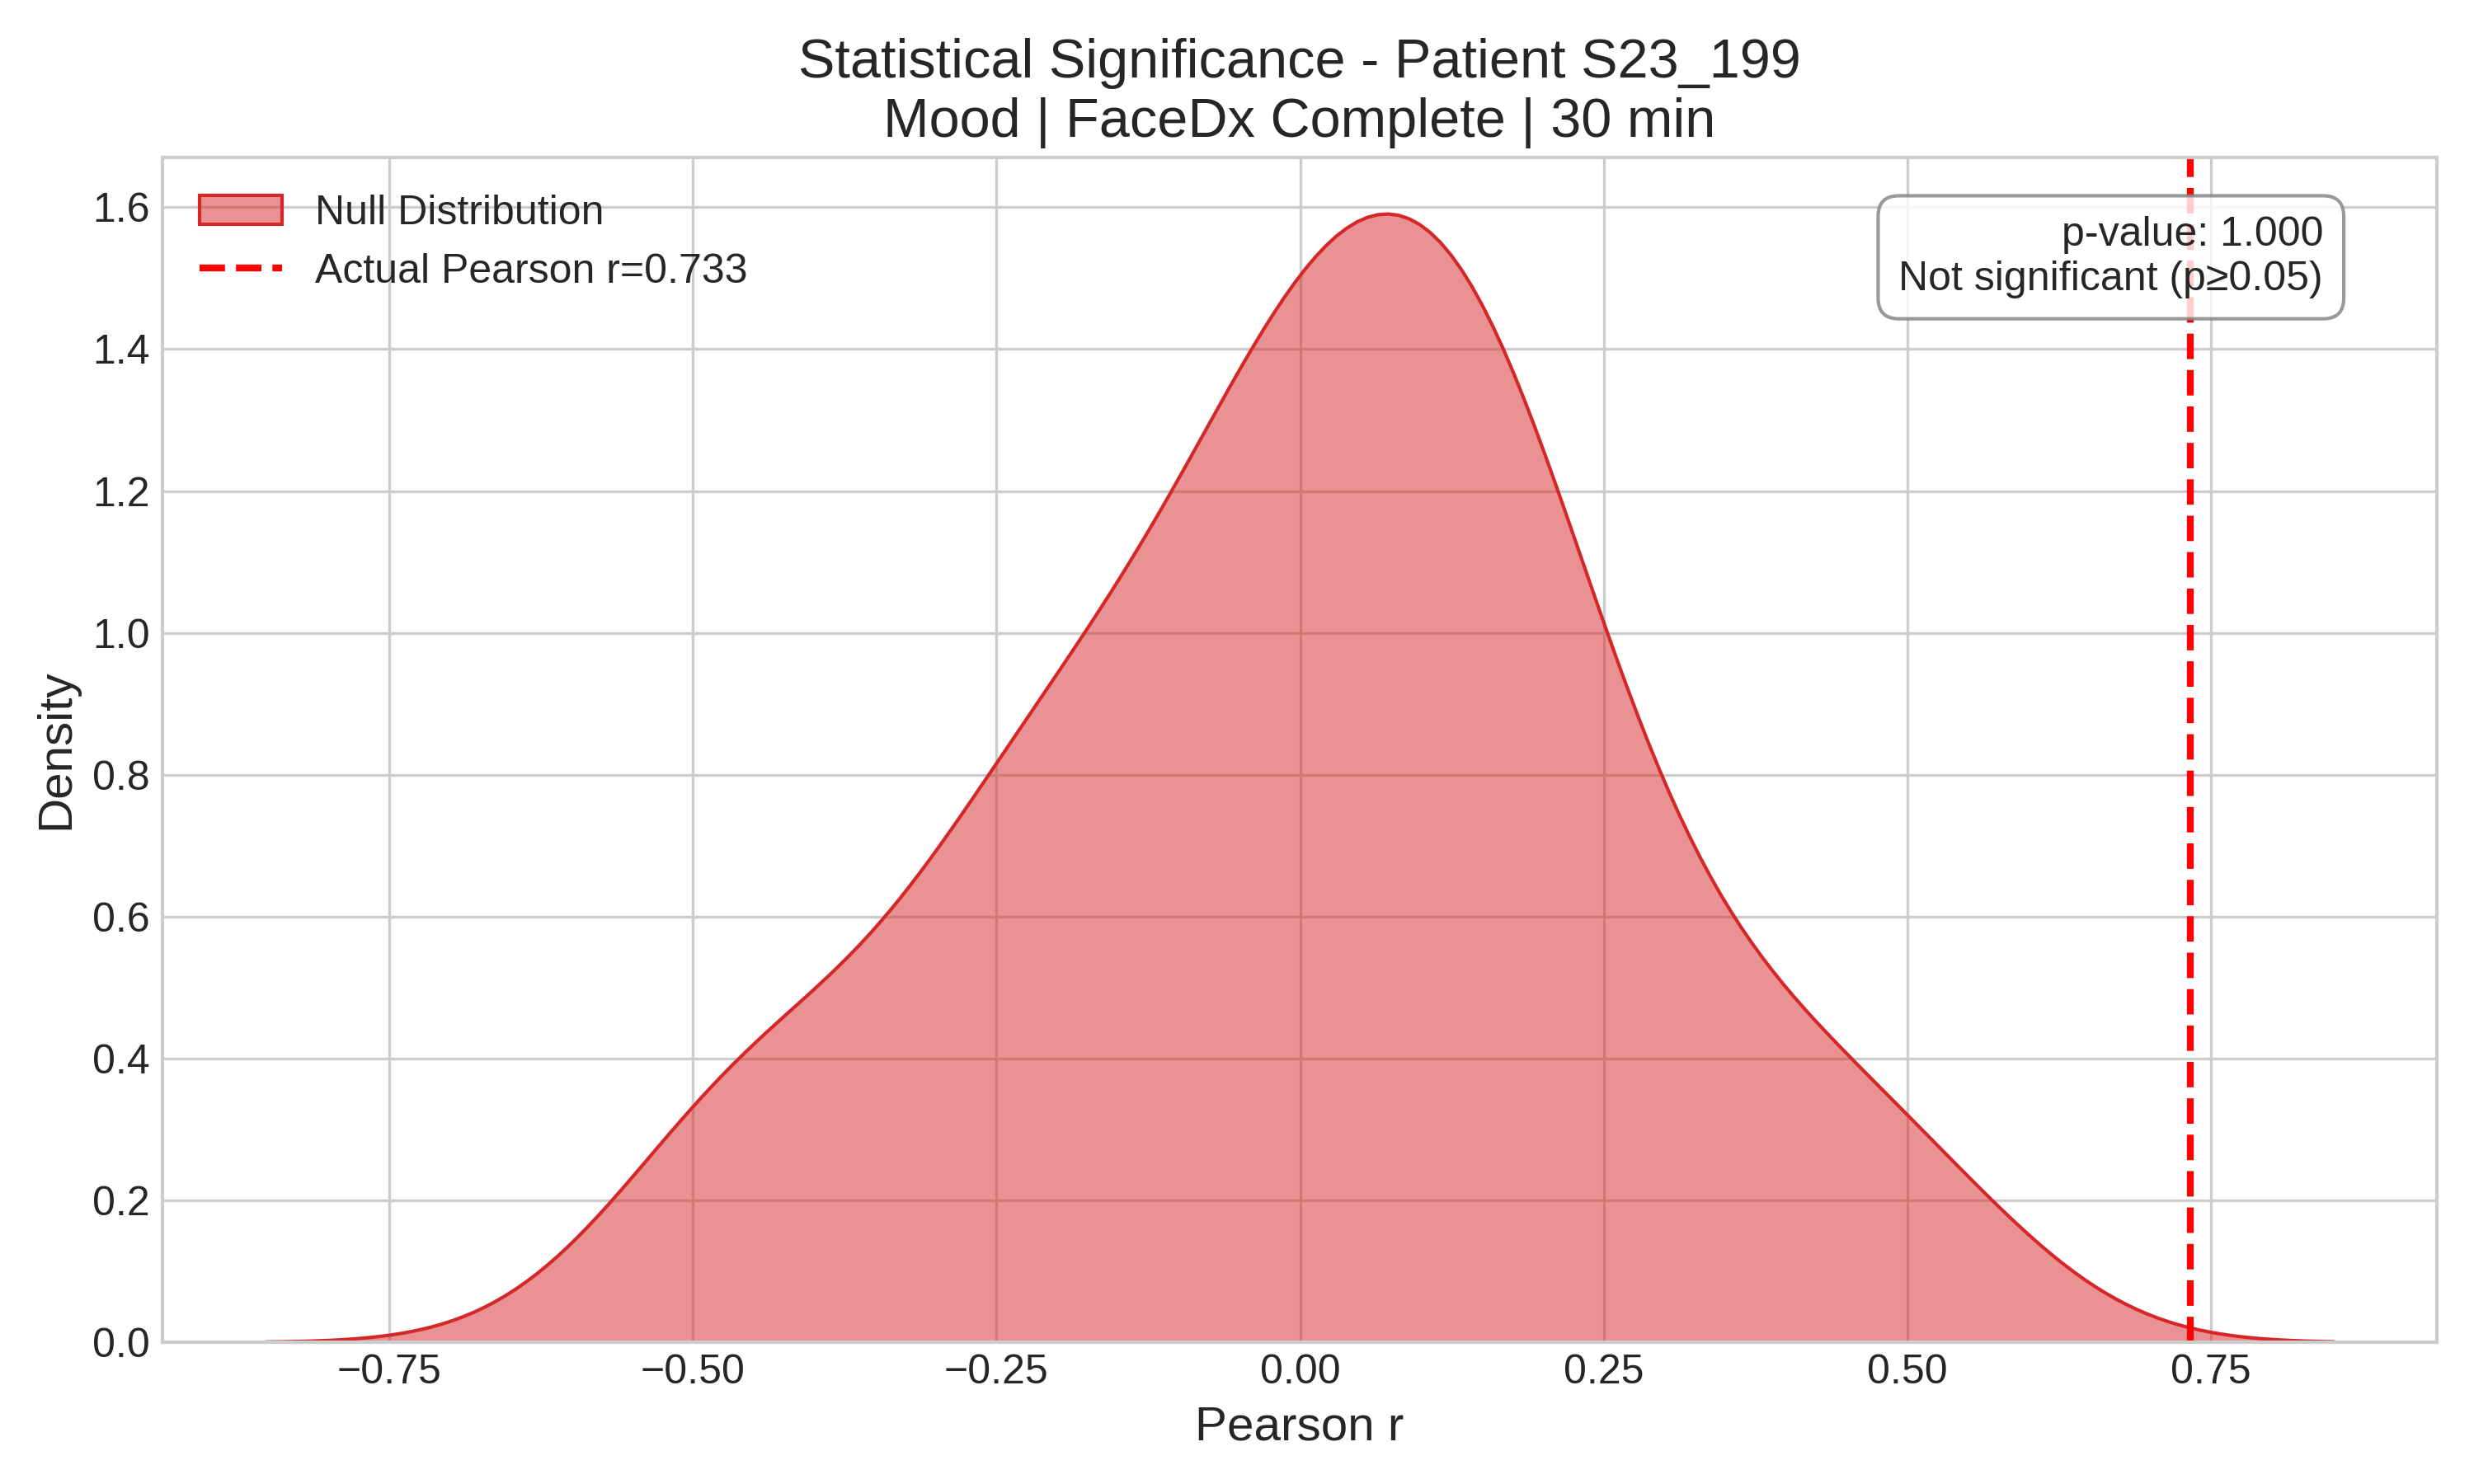 Statistical Significance - Patient S23_199
Mood | FaceDx Complete | 30 min
Null Distribution
Actual Pearson r=0.733
p-value: 1.000
Not significant (p≥0.05)
Density
1.6
1.4
1.2
1.0
0.8
0.6
0.4
0.2
0.0
−0.75
−0.50
−0.25
0.00
0.25
0.50
0.75
Pearson r